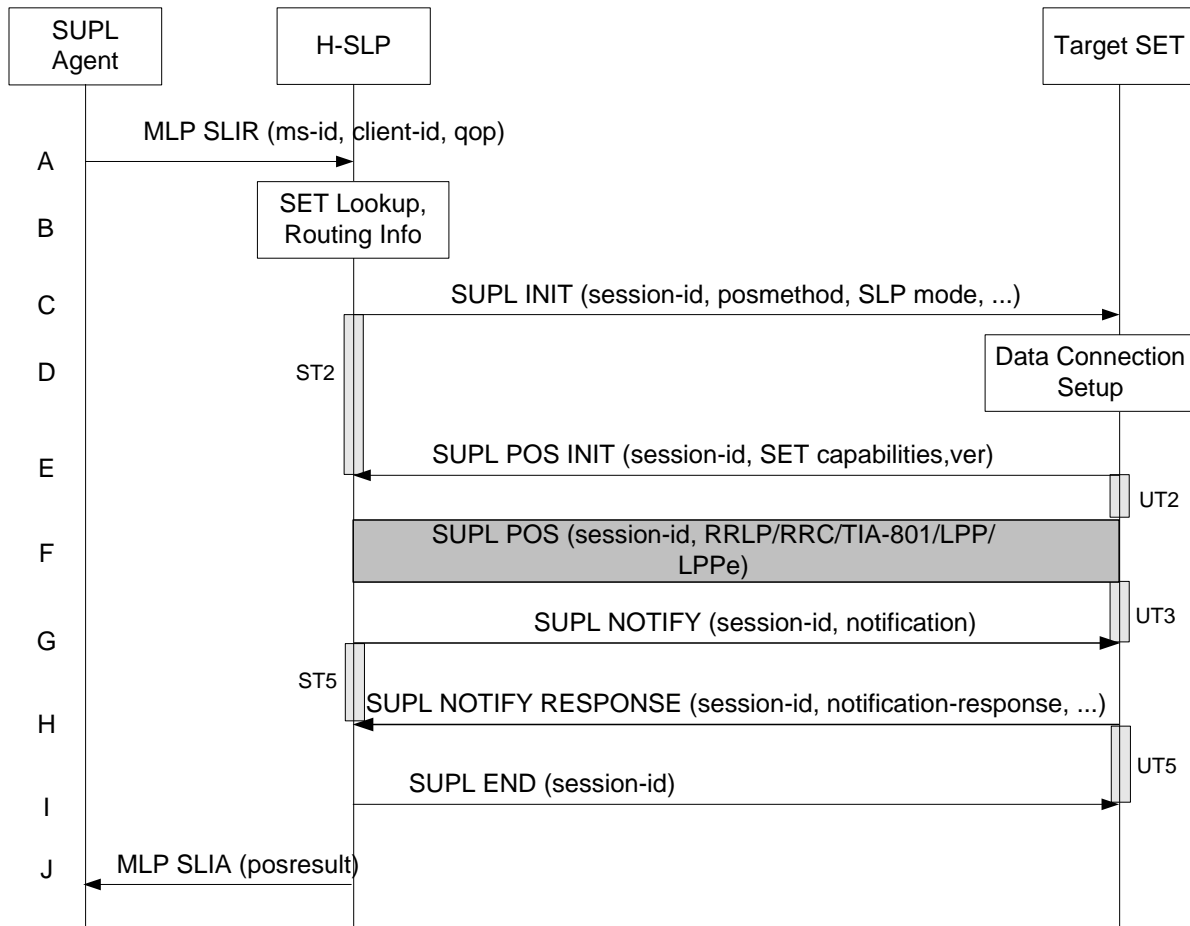 SUPL
Agent
H-SLP
Target SET
MLP SLIR (ms-id, client-id, qop)
A
SET Lookup,
Routing Info
B
SUPL INIT (session-id, posmethod, SLP mode, ...)
C
Data Connection
Setup
D
ST2
SUPL POS INIT (session-id, SET capabilities,ver)
E
UT2
SUPL POS (session-id, RRLP/RRC/TIA-801/LPP/
LPPe)
F
UT3
SUPL NOTIFY (session-id, notification)
G
ST5
SUPL NOTIFY RESPONSE (session-id, notification-response, ...)
H
UT5
SUPL END (session-id)
I
MLP SLIA (posresult)
J